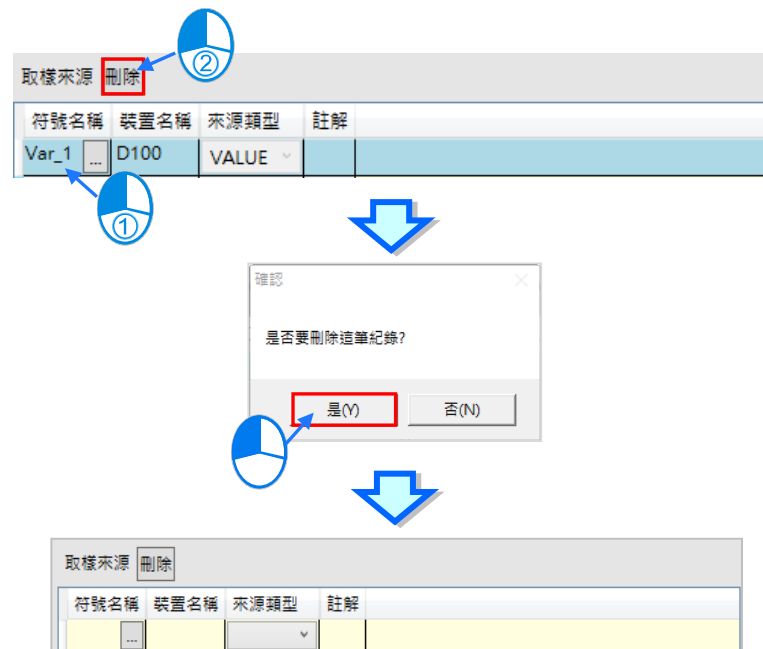 取樣來源 刪除 ②
符號名稱 裝置名稱 來源類型 註解
Var_1 ... D100 VALUE
①
確認
是否要刪除這筆紀錄?
是(Y) 否(N)
取樣來源 刪除
符號名稱 裝置名稱 來源類型 註解
...